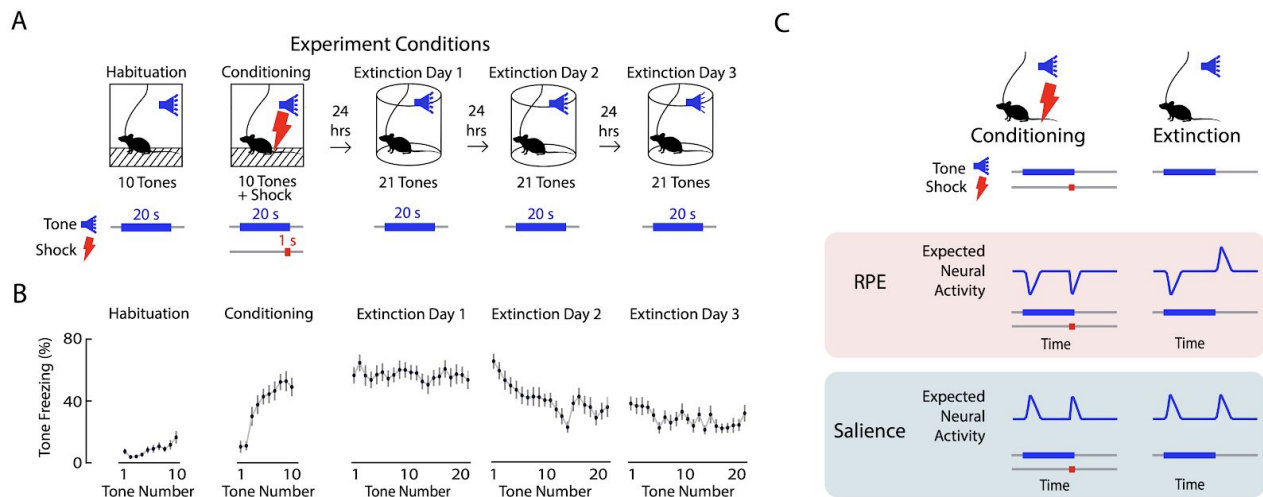 A
Experiment Conditions
Habituation
Conditioning
Extinction Day 1
Extinction Day 2
Extinction Day 3
24
hrs
24
hrs
24
hrs
10 Tones
10 Tones
+ Shock
21 Tones
21 Tones
21 Tones
Tone
20 s
20 s
20 s
20 s
20 s
Shock
1 s
B
Habituation
Conditioning
Extinction Day 1
Extinction Day 2
Extinction Day 3
Tone Freezing (%)
80
40
0
1 10
1 10
1 10 20
1 10 20
1 10 20
Tone Number
Tone Number
Tone Number
Tone Number
Tone Number
C
Conditioning
Extinction
Tone
Shock
RPE
Expected
Neural
Activity
Time
Time
Salience
Expected
Neural
Activity
Time
Time